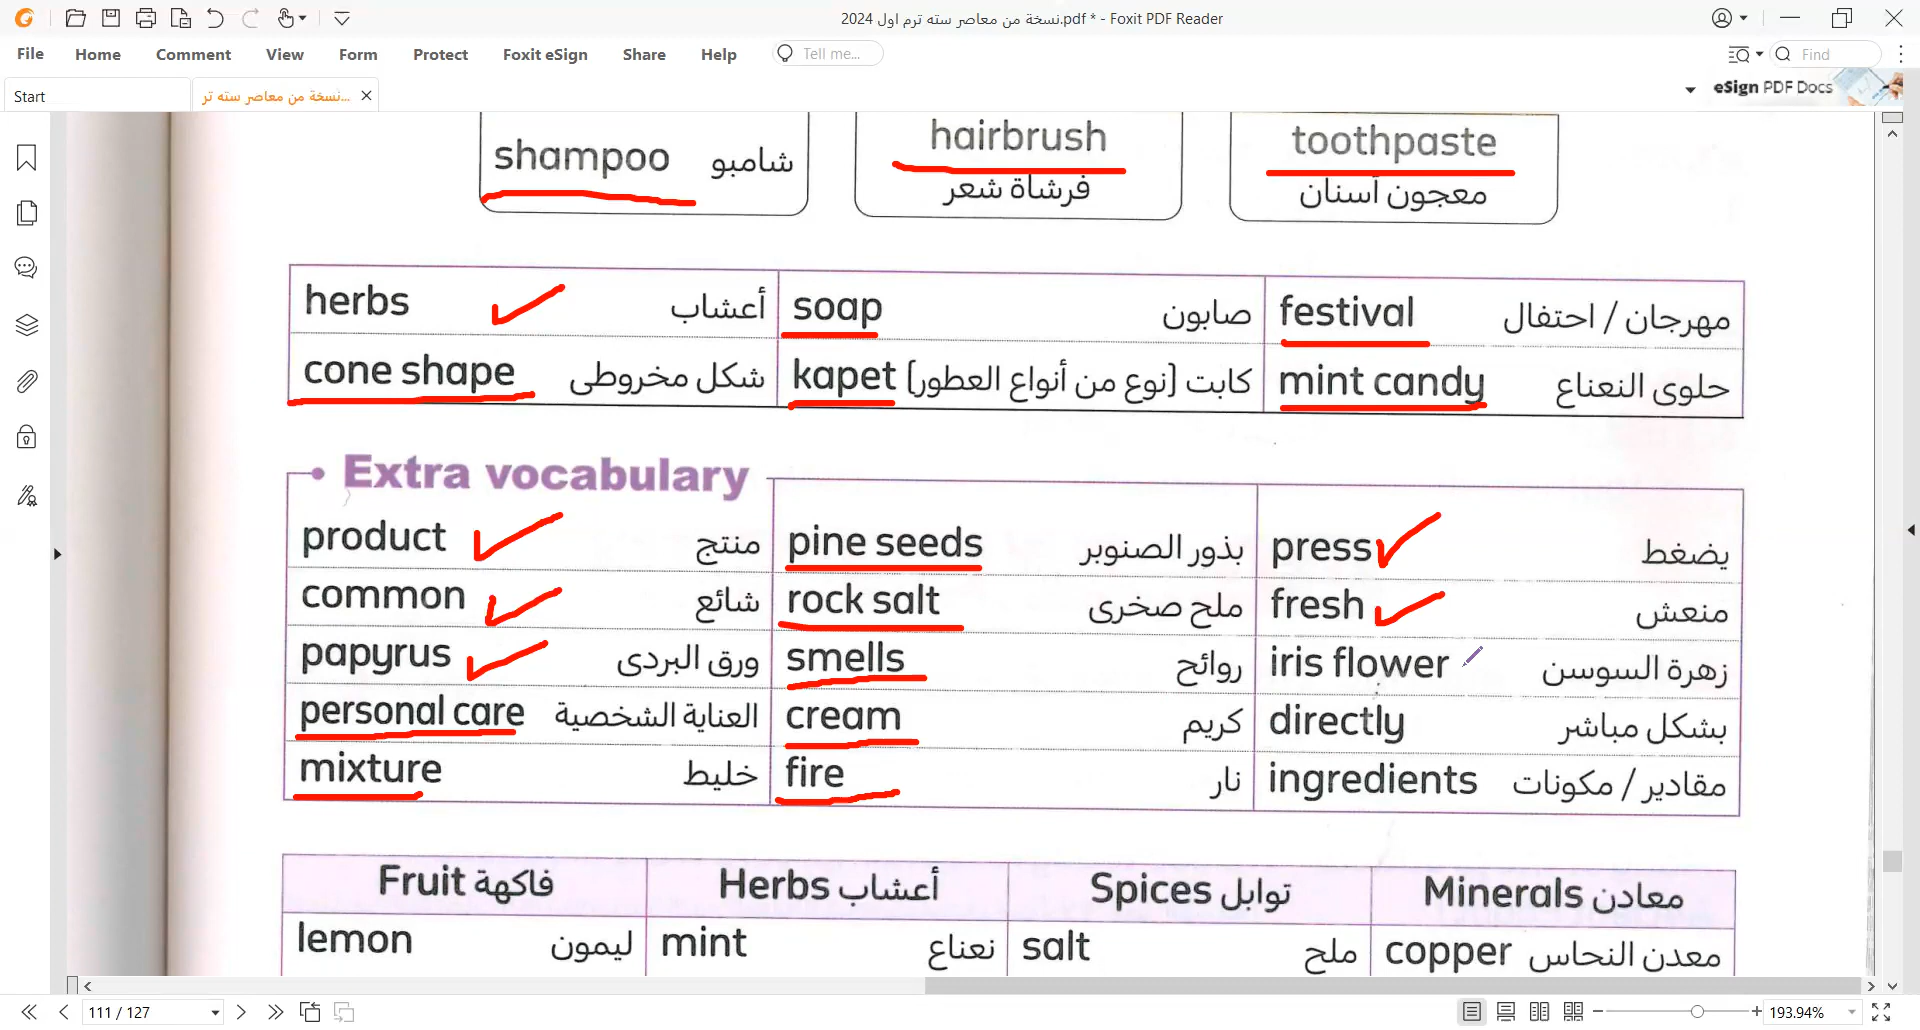 نسخة من معاصر سته ترم اول 2024.pdf * - Foxit PDF Reader
File Home Comment View Form Protect Foxit eSign Share Help Tell me... Find
Start نسخة من معاصر سته تر... eSign PDF Docs
shampoo شامبو
hairbrush
فرشاة شعر
toothpaste
معجون أسنان
herbs أعشاب soap صابون festival مهرجان / احتفال
cone shape شكل مخروطى kapet كابت (نوع من أنواع العطور) mint candy حلوى النعناع
Extra vocabulary
product منتج pine seeds بذور الصنوبر press يضغط
common شائع rock salt ملح صخرى fresh منعش
papyrus ورق البردى smells روائح iris flower زهرة السوسن
personal care العناية الشخصية cream كريم directly بشكل مباشر
mixture خليط fire نار ingredients مقادير / مكونات
Fruit فاكهة Herbs أعشاب Spices توابل Minerals معادن
lemon ليمون mint نعناع salt ملح copper معدن النحاس
111 / 127 193.94%